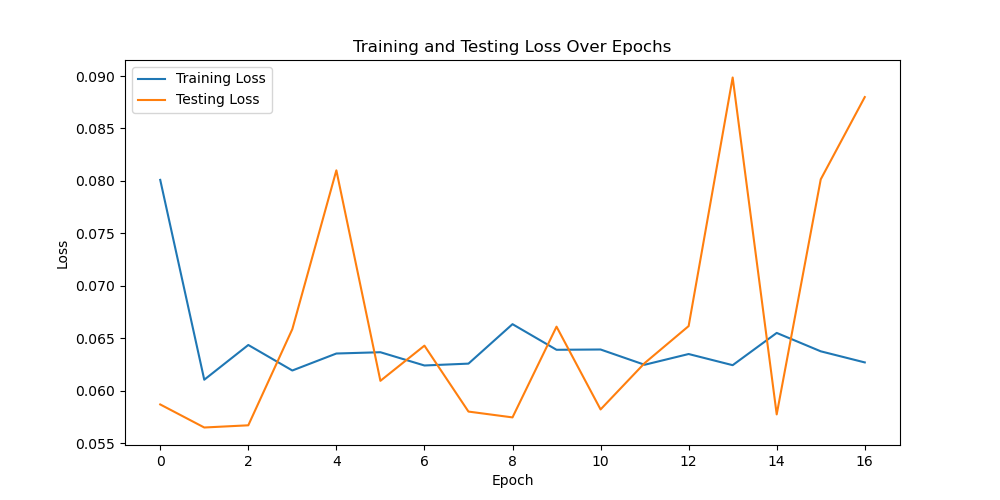 Training and Testing Loss Over Epochs
Training Loss
Testing Loss
0.090
0.085
0.080
0.075
0.070
0.065
0.060
0.055
Loss
0 2 4 6 8 10 12 14 16
Epoch